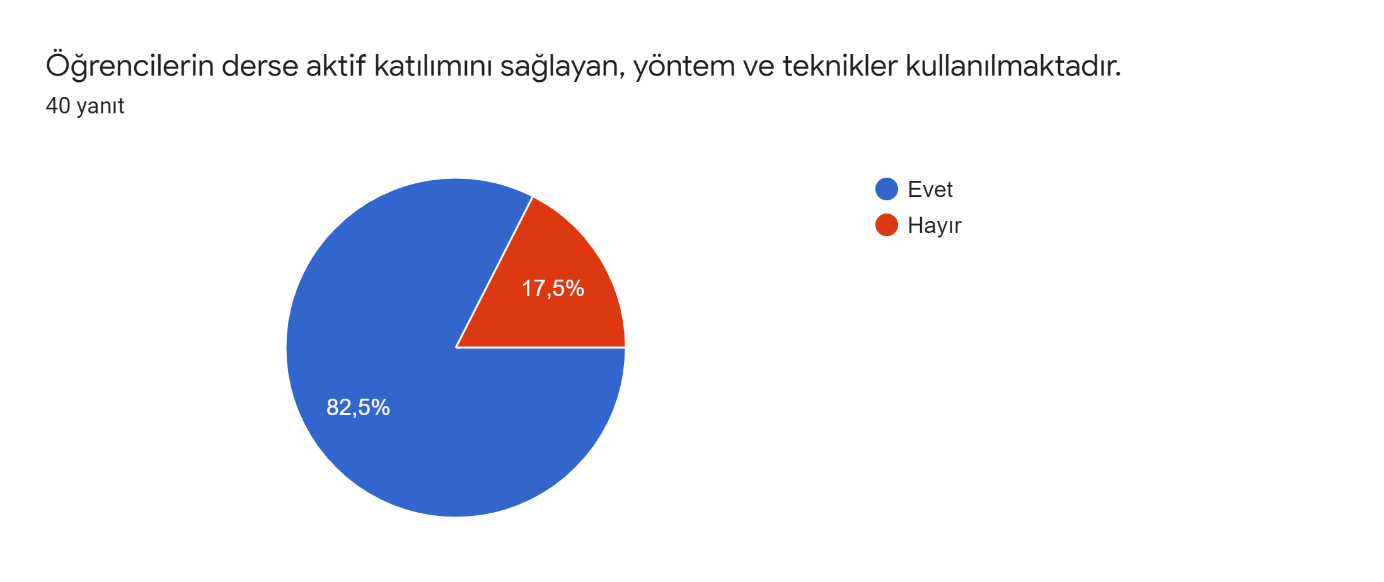 Öğrencilerin derse aktif katılımını sağlayan, yöntem ve teknikler kullanılmaktadır.
40 yanıt
Evet
Hayır
17,5%
82,5%